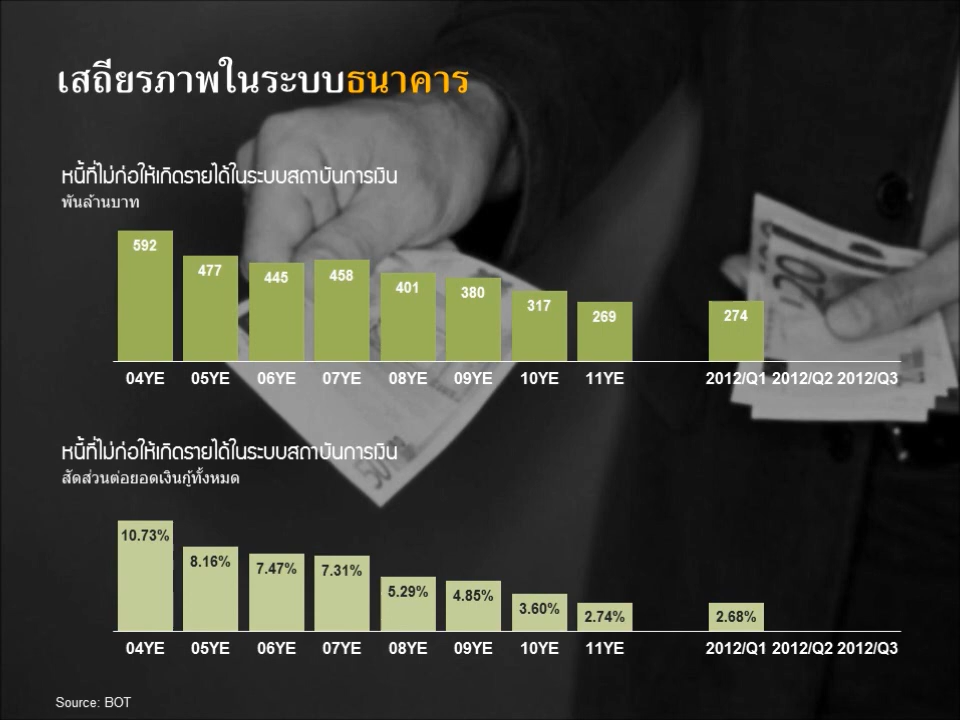 เสถียรภาพในระบบธนาคาร
หนี้ที่ไม่ก่อให้เกิดรายได้ในระบบสถาบันการเงิน
พันล้านบาท
592 477 445 458 401 380 317 269 274
04YE 05YE 06YE 07YE 08YE 09YE 10YE 11YE 2012/Q1 2012/Q2 2012/Q3
หนี้ที่ไม่ก่อให้เกิดรายได้ในระบบสถาบันการเงิน
สัดส่วนต่อยอดเงินกู้ทั้งหมด
10.73% 8.16% 7.47% 7.31% 5.29% 4.85% 3.60% 2.74% 2.68%
04YE 05YE 06YE 07YE 08YE 09YE 10YE 11YE 2012/Q1 2012/Q2 2012/Q3
Source: BOT
20
50